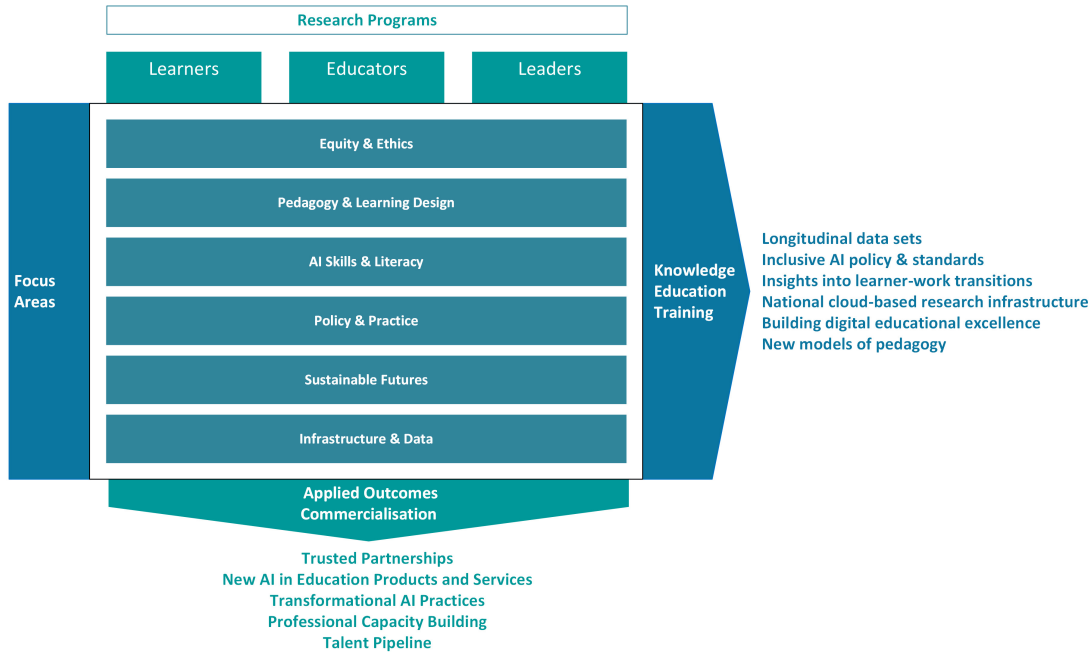 Research Programs
Learners
Educators
Leaders
Focus
Areas
Equity & Ethics
Pedagogy & Learning Design
AI Skills & Literacy
Policy & Practice
Sustainable Futures
Infrastructure & Data
Knowledge
Education
Training
Longitudinal data sets
Inclusive AI policy & standards
Insights into learner-work transitions
National cloud-based research infrastructure
Building digital educational excellence
New models of pedagogy
Applied Outcomes
Commercialisation
Trusted Partnerships
New AI in Education Products and Services
Transformational AI Practices
Professional Capacity Building
Talent Pipeline